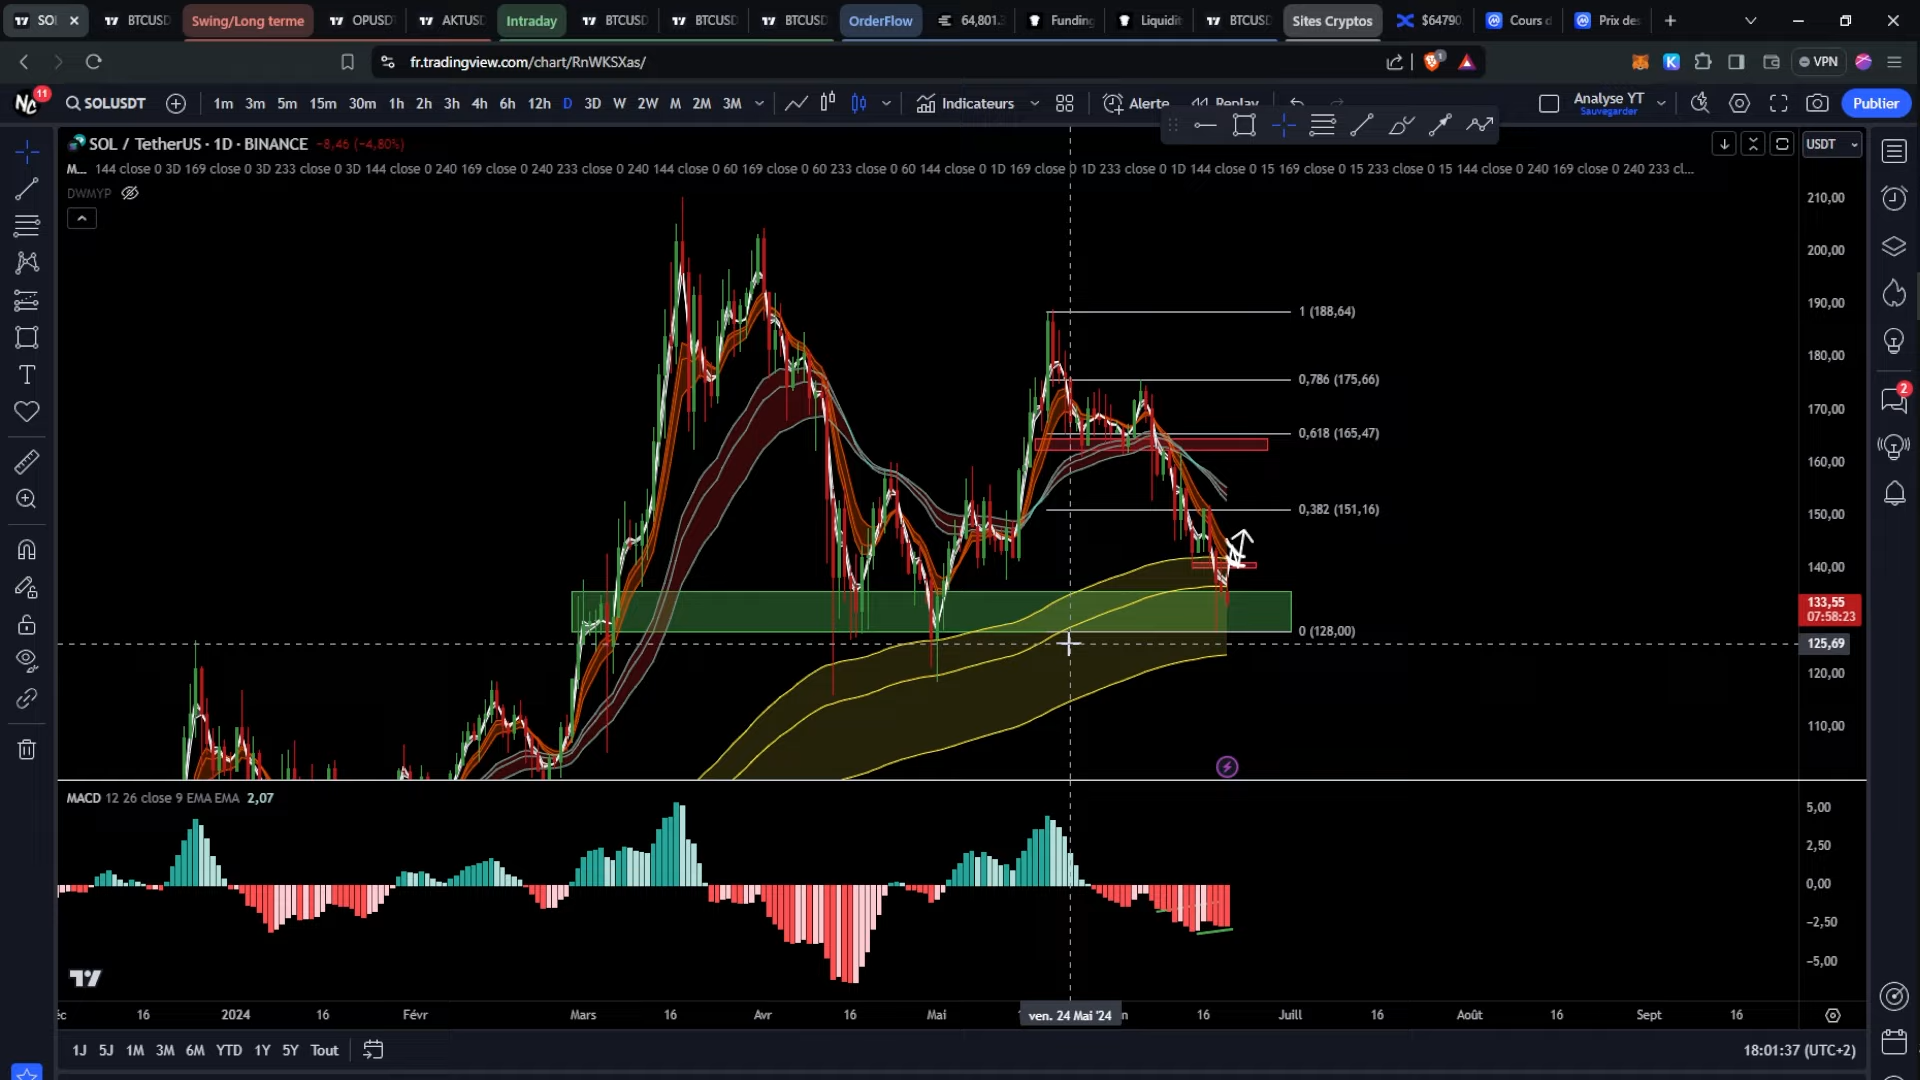 SO
BTCUSD
Swing/Long terme
OPUSDT
AKTUSD
Intraday
BTCUSD
BTCUSD
BTCUSD
OrderFlow
64,801.
Funding
Liquidit
BTCUSD
Sites Cryptos
$64790
Cours d
Prix des
fr.tradingview.com/chart/RnWKSXas/
1
VPN
11
SOLUSDT
1m 3m 5m 15m 30m 1h 2h 3h 4h 6h 12h D 3D W 2W M 2M 3M
Indicateurs
Alerte
Replay
Analyse YT
Sauvegarder
Publier
SOL / TetherUS · 1D · BINANCE −8,46 (−4,80%)
USDT
M... 144 close 0 3D 169 close 0 3D 233 close 0 3D 144 close 0 240 169 close 0 240 233 close 0 240 144 close 0 60 169 close 0 60 233 close 0 60 144 close 0 1D 169 close 0 1D 233 close 0 1D 144 close 0 15 169 close 0 15 233 close 0 15 144 close 0 240 169 close 0 240 233 cl...
DWMYP
210,00
200,00
190,00
180,00
170,00
160,00
150,00
140,00
133,55
07:58:23
125,69
120,00
110,00
1 (188,64)
0,786 (175,66)
0,618 (165,47)
0,382 (151,16)
0 (128,00)
2
MACD 12 26 close 9 EMA EMA 2,07
5,00
2,50
0,00
−2,50
−5,00
16 2024 16 Févr Mars 16 Avr 16 Mai ven. 24 Mai '24 16 Juill 16 Août 16 Sept 16
1J 5J 1M 3M 6M YTD 1Y 5Y Tout
18:01:37 (UTC+2)